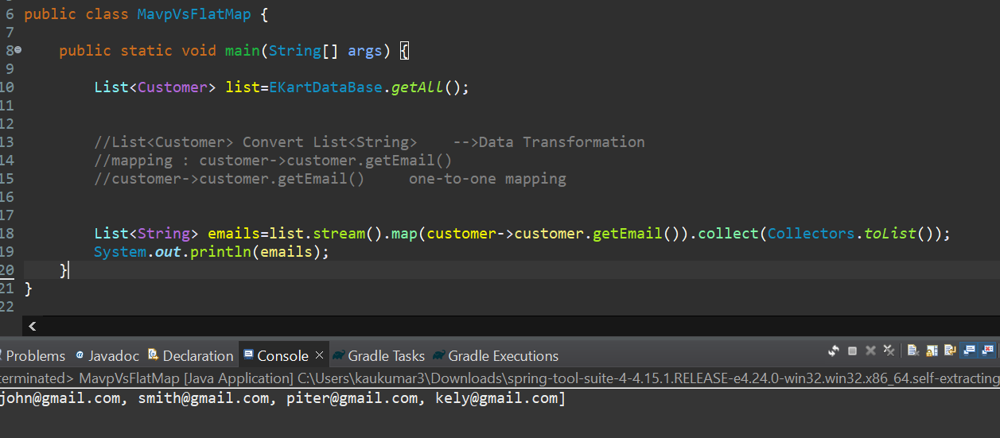 6 public class MavpVsFlatMap {
7
8 public static void main(String[] args) {
9
10 List<Customer> list=EKartDataBase.getAll();
11
12
13 //List<Customer> Convert List<String> -->Data Transformation
14 //mapping : customer->customer.getEmail()
15 //customer->customer.getEmail() one-to-one mapping
16
17
18 List<String> emails=list.stream().map(customer->customer.getEmail()).collect(Collectors.toList());
19 System.out.println(emails);
20 }
21 }
22
Problems @ Javadoc Declaration Console × Gradle Tasks Gradle Executions
terminated> MavpVsFlatMap [Java Application] C:\Users\kaukumar3\Downloads\spring-tool-suite-4-4.15.1.RELEASE-e4.24.0-win32.win32.x86_64.self-extracting
john@gmail.com, smith@gmail.com, piter@gmail.com, kely@gmail.com]